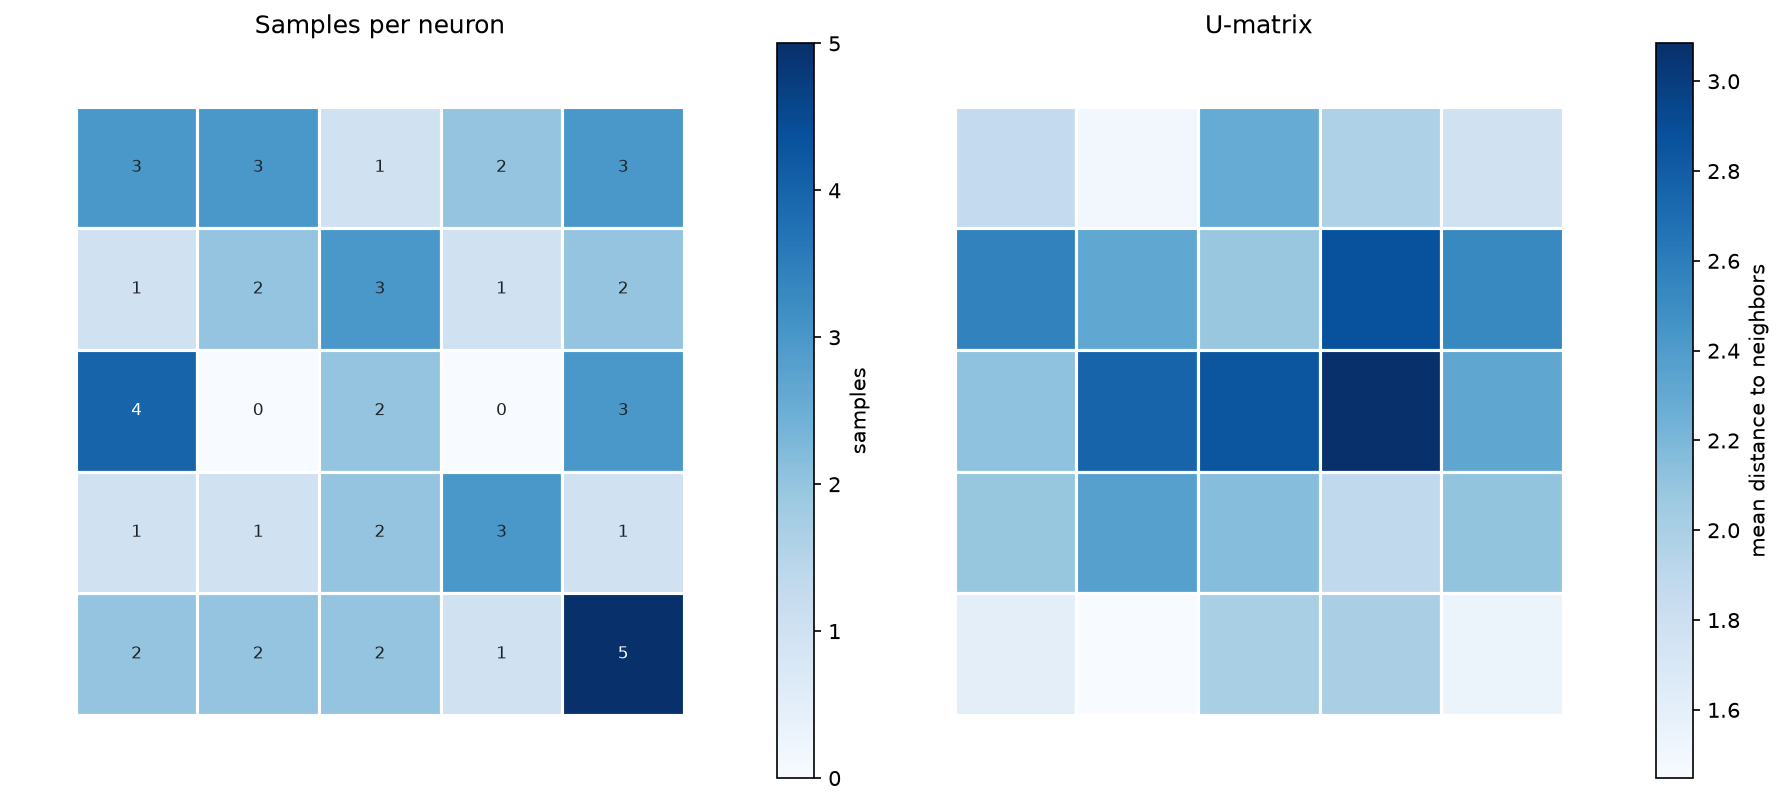 Samples per neuron
3 3 1 2 3
1 2 3 1 2
4 0 2 0 3
1 1 2 3 1
2 2 2 1 5
5
4
3
2
1
0
samples
U-matrix
3.0
2.8
2.6
2.4
2.2
2.0
1.8
1.6
mean distance to neighbors